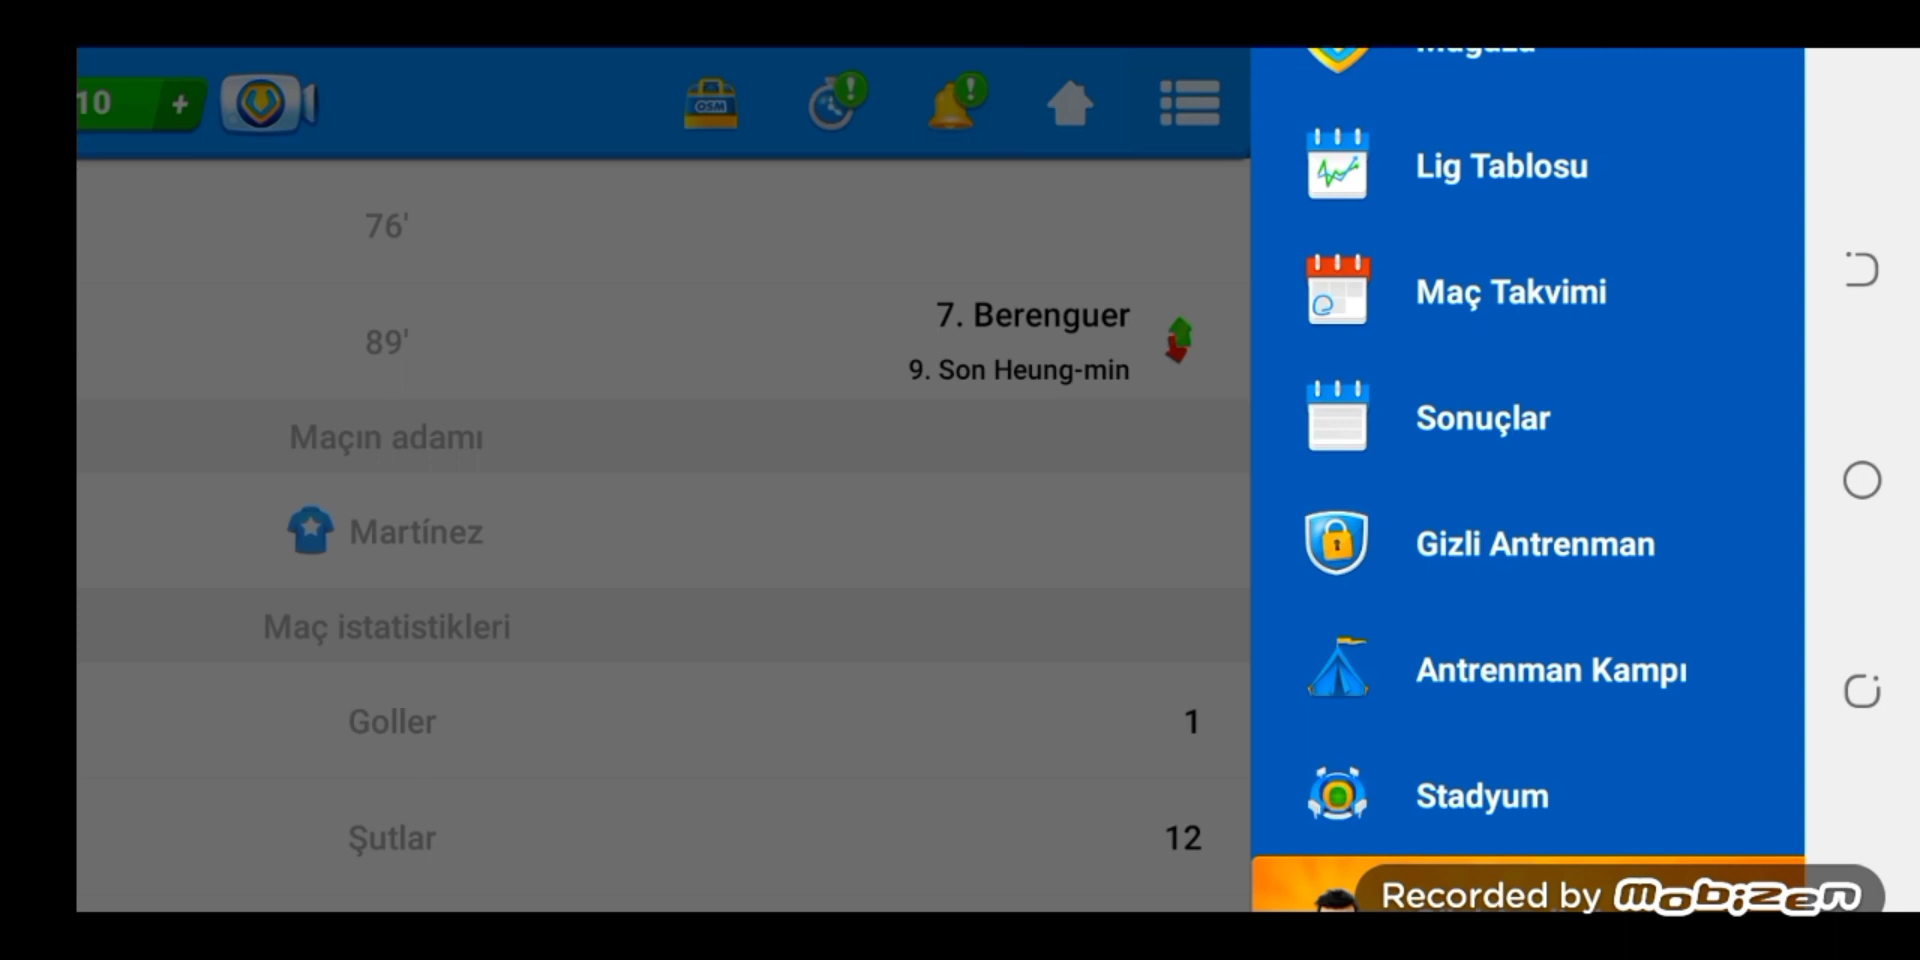 10 +
OSM
76'
7. Berenguer
89'
9. Son Heung-min
Maçın adamı
Martínez
Maç istatistikleri
Goller 1
Şutlar 12
Mağaza
Lig Tablosu
Maç Takvimi
Sonuçlar
Gizli Antrenman
Antrenman Kampı
Stadyum
Recorded by Mobizen